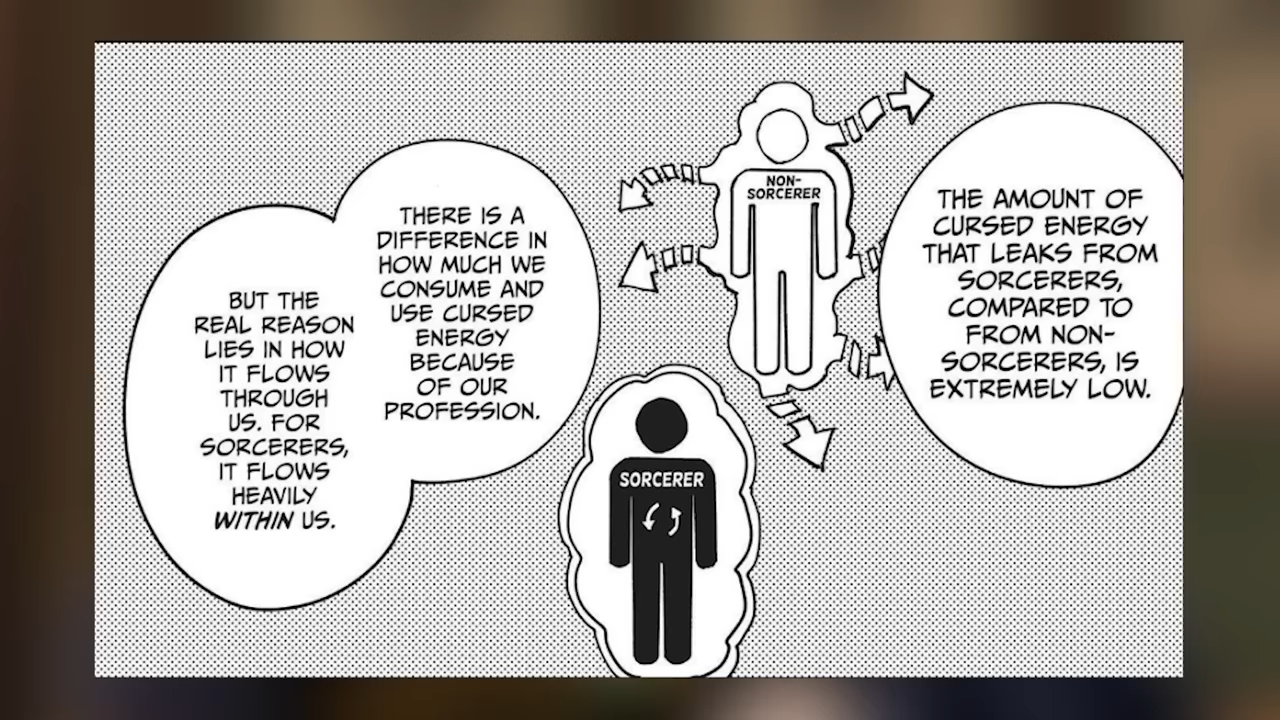 THE AMOUNT OF
CURSED ENERGY
THAT LEAKS FROM
SORCERERS,
COMPARED TO
FROM NON-
SORCERERS, IS
EXTREMELY LOW.
NON-
SORCERER
THERE IS A
DIFFERENCE IN
HOW MUCH WE
CONSUME AND
USE CURSED
ENERGY
BECAUSE
OF OUR
PROFESSION.
BUT THE
REAL REASON
LIES IN HOW
IT FLOWS
THROUGH
US. FOR
SORCERERS,
IT FLOWS
HEAVILY
WITHIN US.
SORCERER